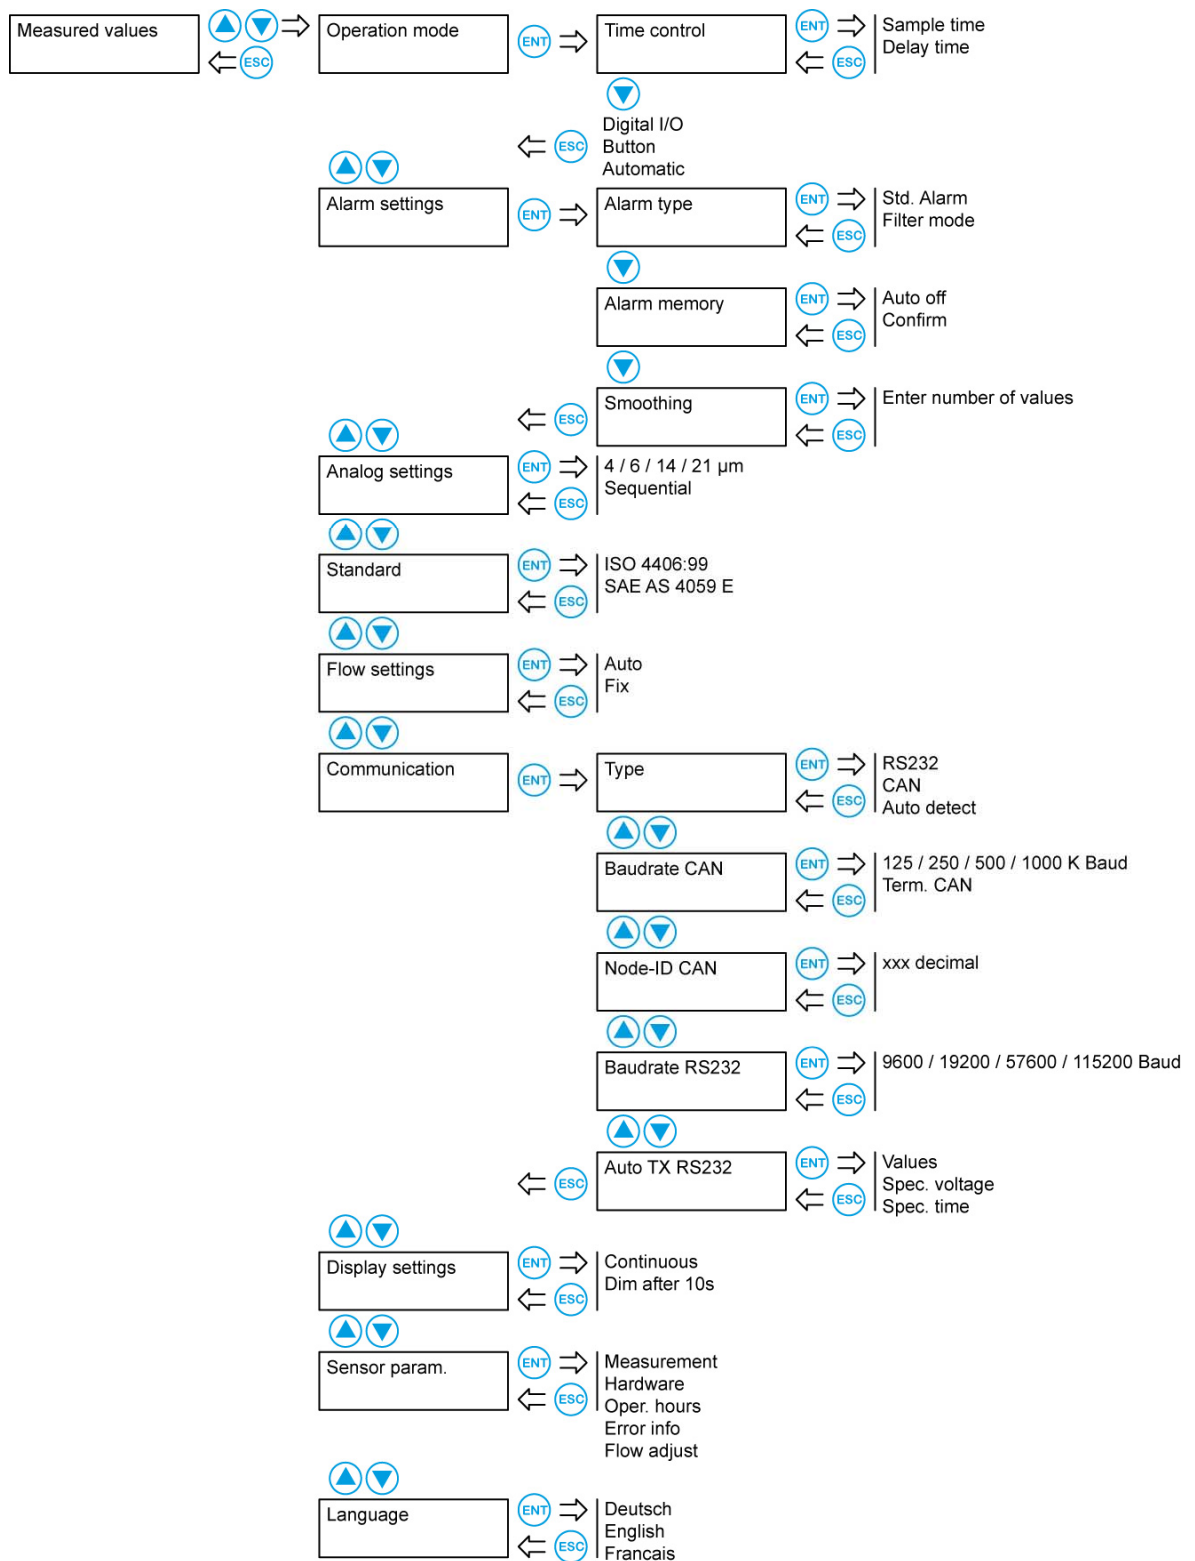 Measured values
Operation mode
ENT
Time control
ENT
Sample time
Delay time
ESC
ESC
Digital I/O
Button
Automatic
ESC
Alarm settings
ENT
Alarm type
ENT
Std. Alarm
Filter mode
ESC
Alarm memory
ENT
Auto off
Confirm
ESC
Smoothing
ENT
Enter number of values
ESC
ESC
Analog settings
ENT
4 / 6 / 14 / 21 µm
Sequential
ESC
Standard
ENT
ISO 4406:99
SAE AS 4059 E
ESC
Flow settings
ENT
Auto
Fix
ESC
Communication
ENT
Type
ENT
RS232
CAN
Auto detect
ESC
Baudrate CAN
ENT
125 / 250 / 500 / 1000 K Baud
Term. CAN
ESC
Node-ID CAN
ENT
xxx decimal
ESC
Baudrate RS232
ENT
9600 / 19200 / 57600 / 115200 Baud
ESC
Auto TX RS232
ENT
Values
Spec. voltage
Spec. time
ESC
ESC
Display settings
ENT
Continuous
Dim after 10s
ESC
Sensor param.
ENT
Measurement
Hardware
Oper. hours
Error info
Flow adjust
ESC
Language
ENT
Deutsch
English
Francais
ESC